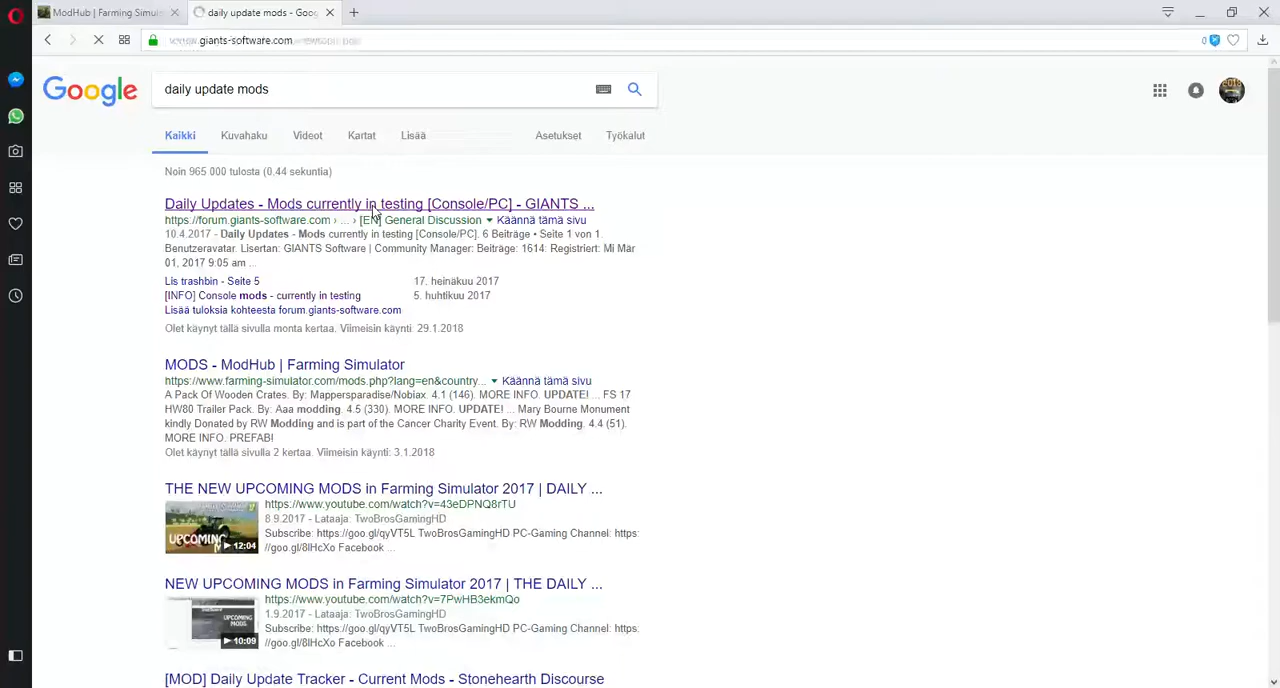 ModHub | Farming Simul
daily update mods - Goog
giants-software.com
0
Google
daily update mods
Kaikki Kuvahaku Videot Kartat Lisää Asetukset Työkalut
Noin 965 000 tulosta (0.44 sekuntia)
Daily Updates - Mods currently in testing [Console/PC] - GIANTS ...
https://forum.giants-software.com › ... › [EN] General Discussion ▾ Käännä tämä sivu
10.4.2017 - Daily Updates - Mods currently in testing [Console/PC]. 6 Beiträge • Seite 1 von 1.
Benutzeravatar. Lisertan: GIANTS Software | Community Manager: Beiträge: 1614: Registriert: Mi Mär
01, 2017 9:05 am ...
Lis trashbin - Seite 5 17. heinäkuu 2017
[INFO] Console mods - currently in testing 5. huhtikuu 2017
Lisää tuloksia kohteesta forum.giants-software.com
Olet käynyt tällä sivulla monta kertaa. Viimeisin käynti: 29.1.2018
MODS - ModHub | Farming Simulator
https://www.farming-simulator.com/mods.php?lang=en&country... ▾ Käännä tämä sivu
A Pack Of Wooden Crates. By: Mappersparadise/Nobiax. 4.1 (146). MORE INFO. UPDATE! ... FS 17
HW80 Trailer Pack. By: Aaa modding. 4.5 (330). MORE INFO. UPDATE! ... Mary Bourne Monument
kindly Donated by RW Modding and is part of the Cancer Charity Event. By: RW Modding. 4.4 (51).
MORE INFO. PREFAB!
Olet käynyt tällä sivulla 2 kertaa. Viimeisin käynti: 3.1.2018
THE NEW UPCOMING MODS in Farming Simulator 2017 | DAILY ...
https://www.youtube.com/watch?v=43eDPNQ8rTU
8.9.2017 - Lataaja. TwoBrosGamingHD
Subscribe: https://goo.gl/qyVT5L TwoBrosGamingHD PC-Gaming Channel: https:
//goo.gl/8lHcXo Facebook ...
UPCOMING
12:04
NEW UPCOMING MODS in Farming Simulator 2017 | THE DAILY ...
https://www.youtube.com/watch?v=7PwHB3ekmQo
1.9.2017 - Lataaja. TwoBrosGamingHD
Subscribe: https://goo.gl/qyVT5L TwoBrosGamingHD PC-Gaming Channel: https:
//goo.gl/8lHcXo Facebook ...
UPCOMING
MODS
10:09
[MOD] Daily Update Tracker - Current Mods - Stonehearth Discourse